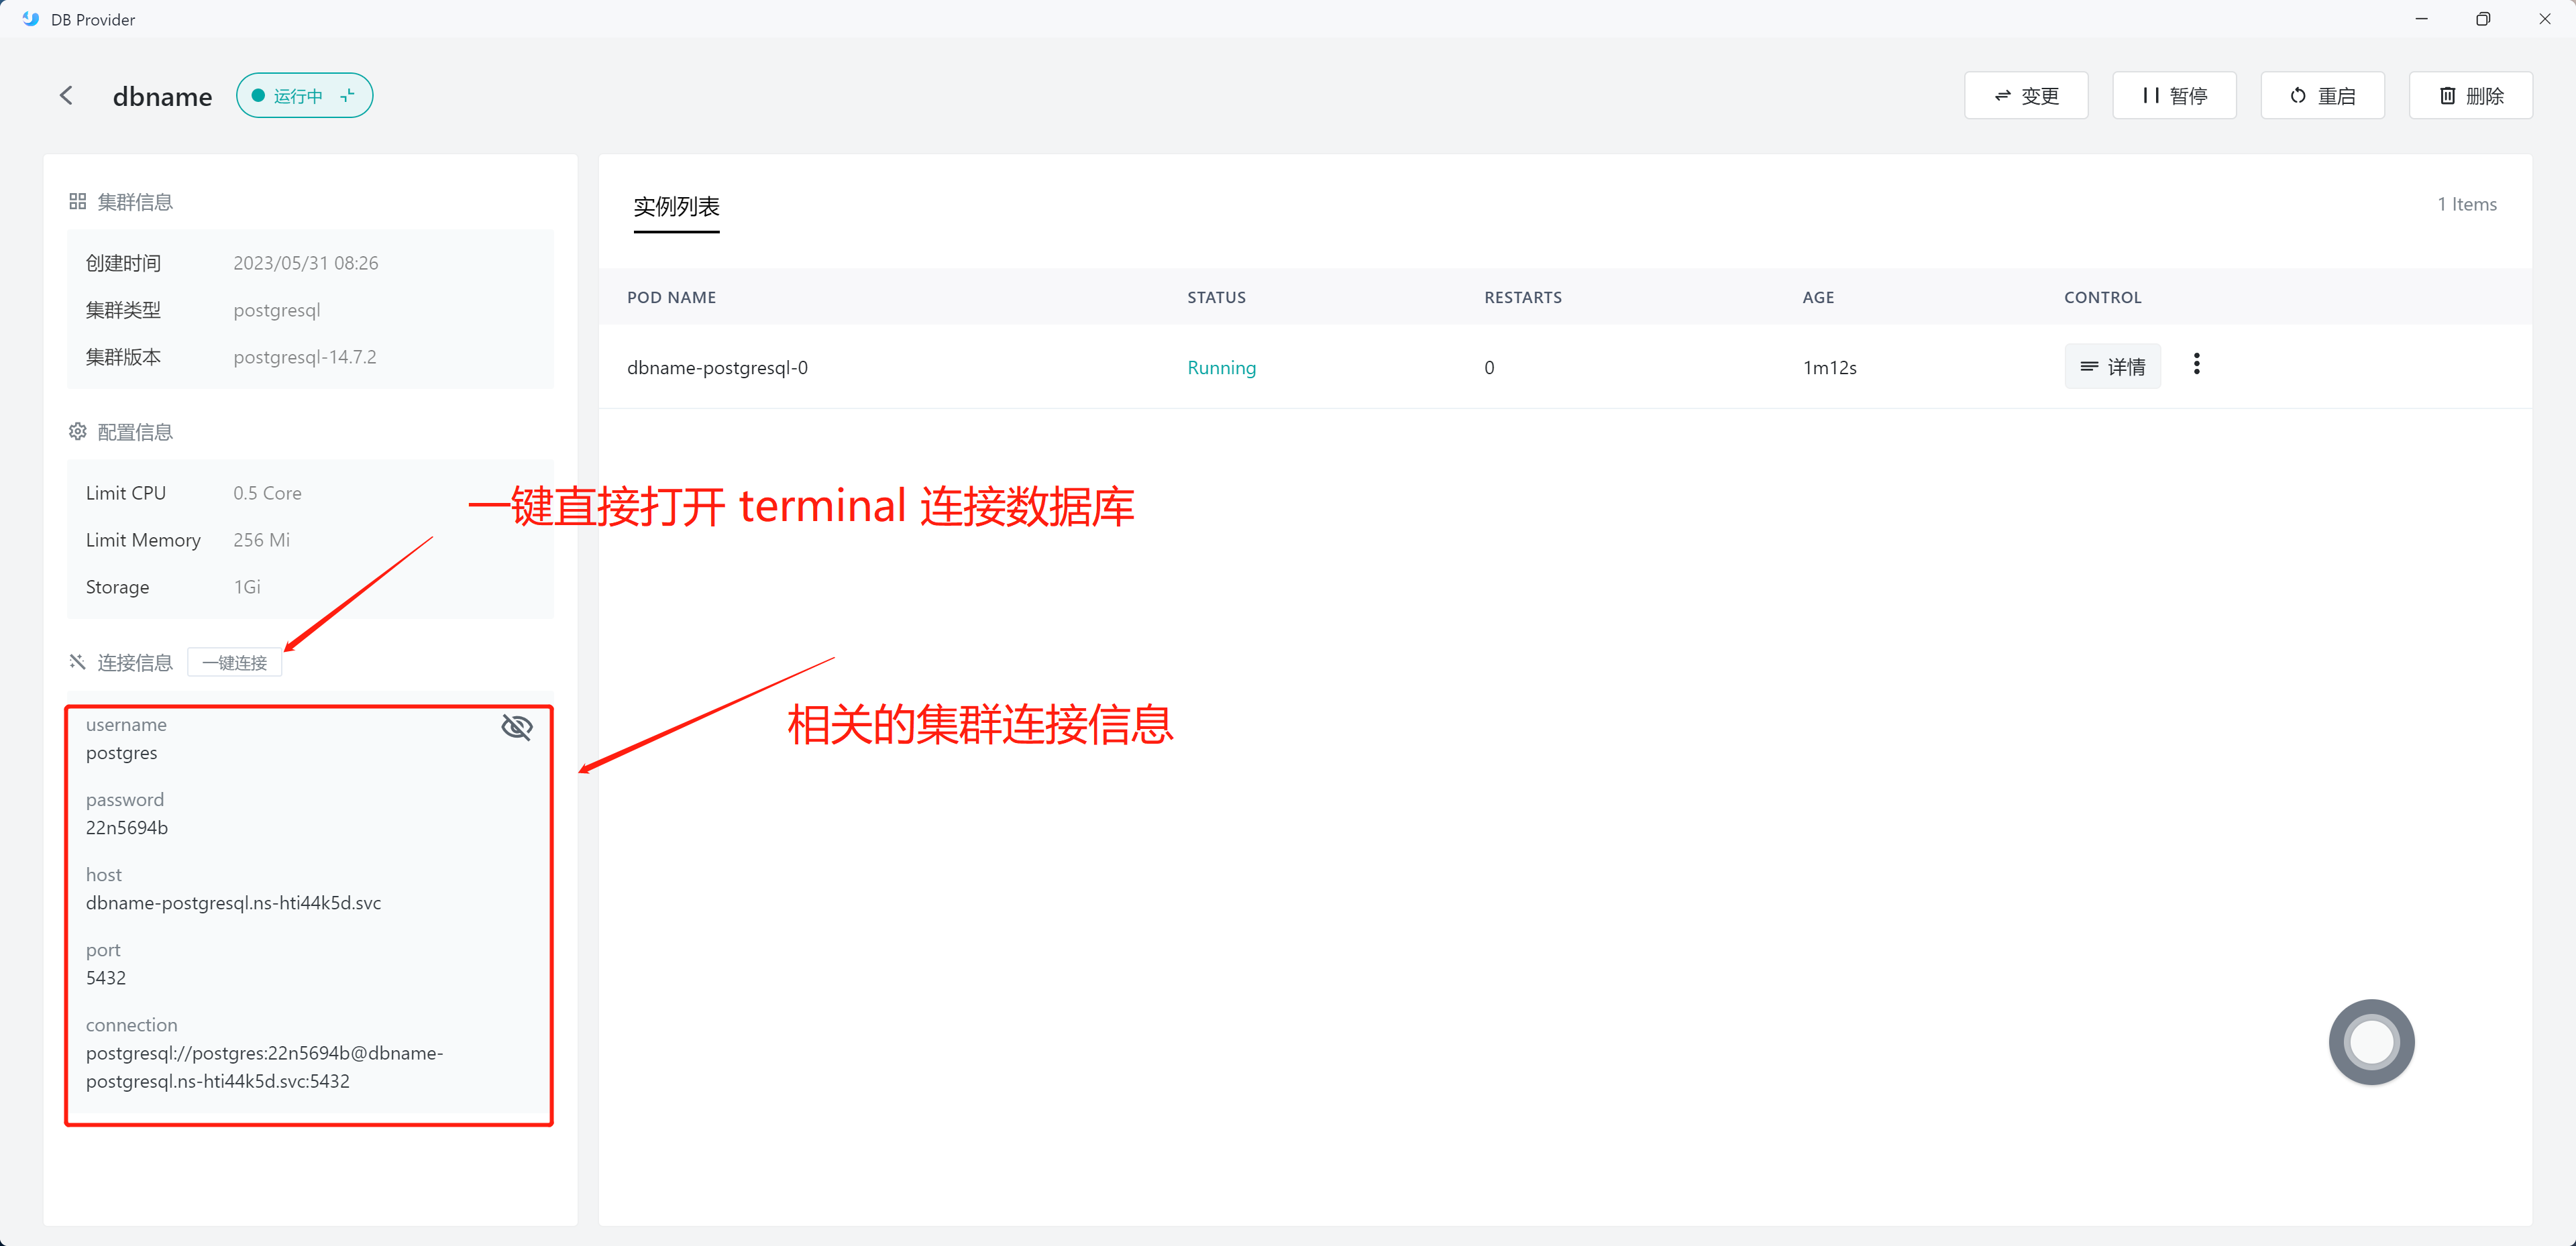 DB Provider
dbname
运行中
变更
暂停
重启
删除
集群信息
创建时间 2023/05/31 08:26
集群类型 postgresql
集群版本 postgresql-14.7.2
配置信息
Limit CPU 0.5 Core
Limit Memory 256 Mi
Storage 1Gi
连接信息 一键连接
username
postgres
password
22n5694b
host
dbname-postgresql.ns-hti44k5d.svc
port
5432
connection
postgresql://postgres:22n5694b@dbname-
postgresql.ns-hti44k5d.svc:5432
实例列表
1 Items
POD NAME STATUS RESTARTS AGE CONTROL
dbname-postgresql-0 Running 0 1m12s 详情
一键直接打开 terminal 连接数据库
相关的集群连接信息